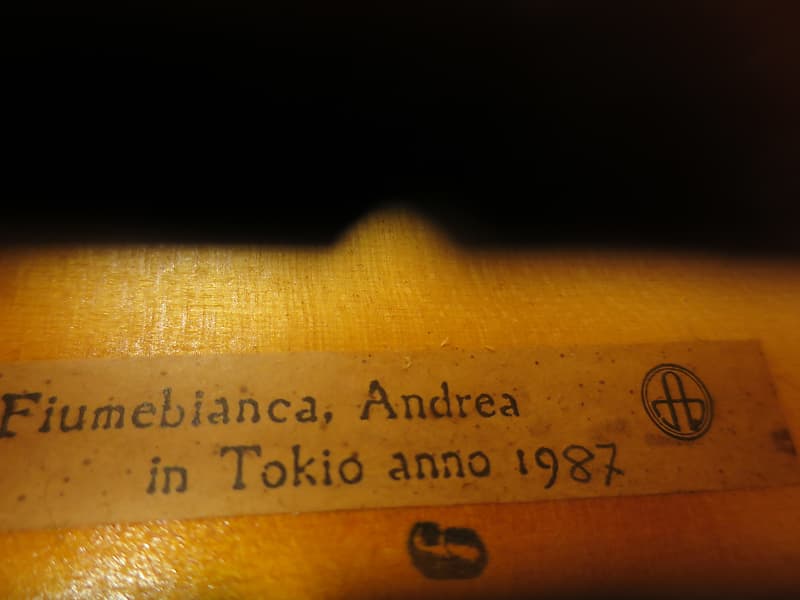 Fiumebianca, Andrea
in Tokio anno 1987